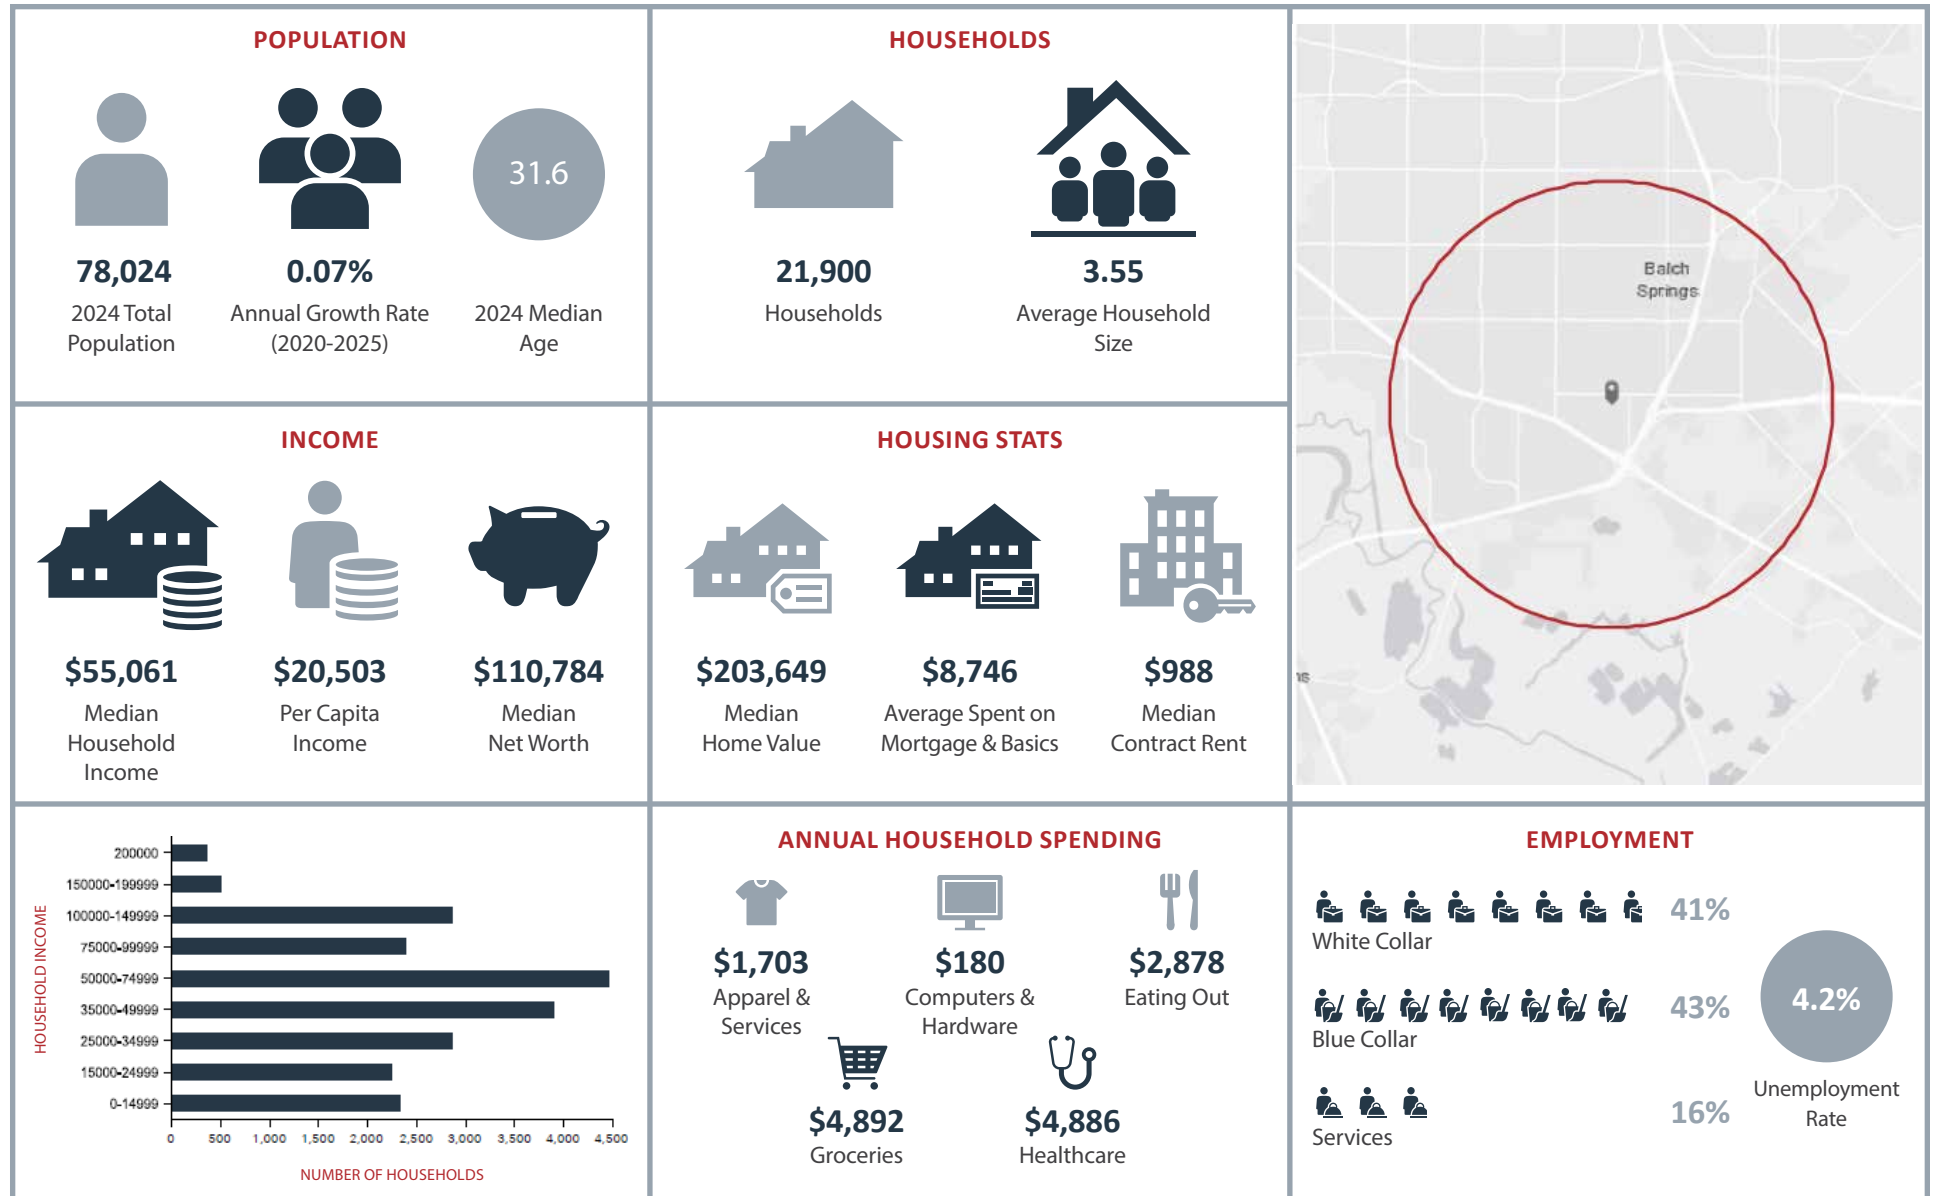 POPULATION
31.6
78,024
2024 Total
Population
0.07%
Annual Growth Rate
(2020-2025)
2024 Median
Age
HOUSEHOLDS
21,900
Households
3.55
Average Household
Size
Balch
Springs
INCOME
$55,061
Median
Household
Income
$20,503
Per Capita
Income
$110,784
Median
Net Worth
HOUSING STATS
$203,649
Median
Home Value
$8,746
Average Spent on
Mortgage & Basics
$988
Median
Contract Rent
HOUSEHOLD INCOME
200000
150000-199999
100000-149999
75000-99999
50000-74999
35000-49999
25000-34999
15000-24999
0-14999
0 500 1,000 1,500 2,000 2,500 3,000 3,500 4,000 4,500
NUMBER OF HOUSEHOLDS
ANNUAL HOUSEHOLD SPENDING
$1,703
Apparel &
Services
$180
Computers &
Hardware
$2,878
Eating Out
$4,892
Groceries
$4,886
Healthcare
EMPLOYMENT
41%
White Collar
43%
Blue Collar
16%
Services
4.2%
Unemployment
Rate